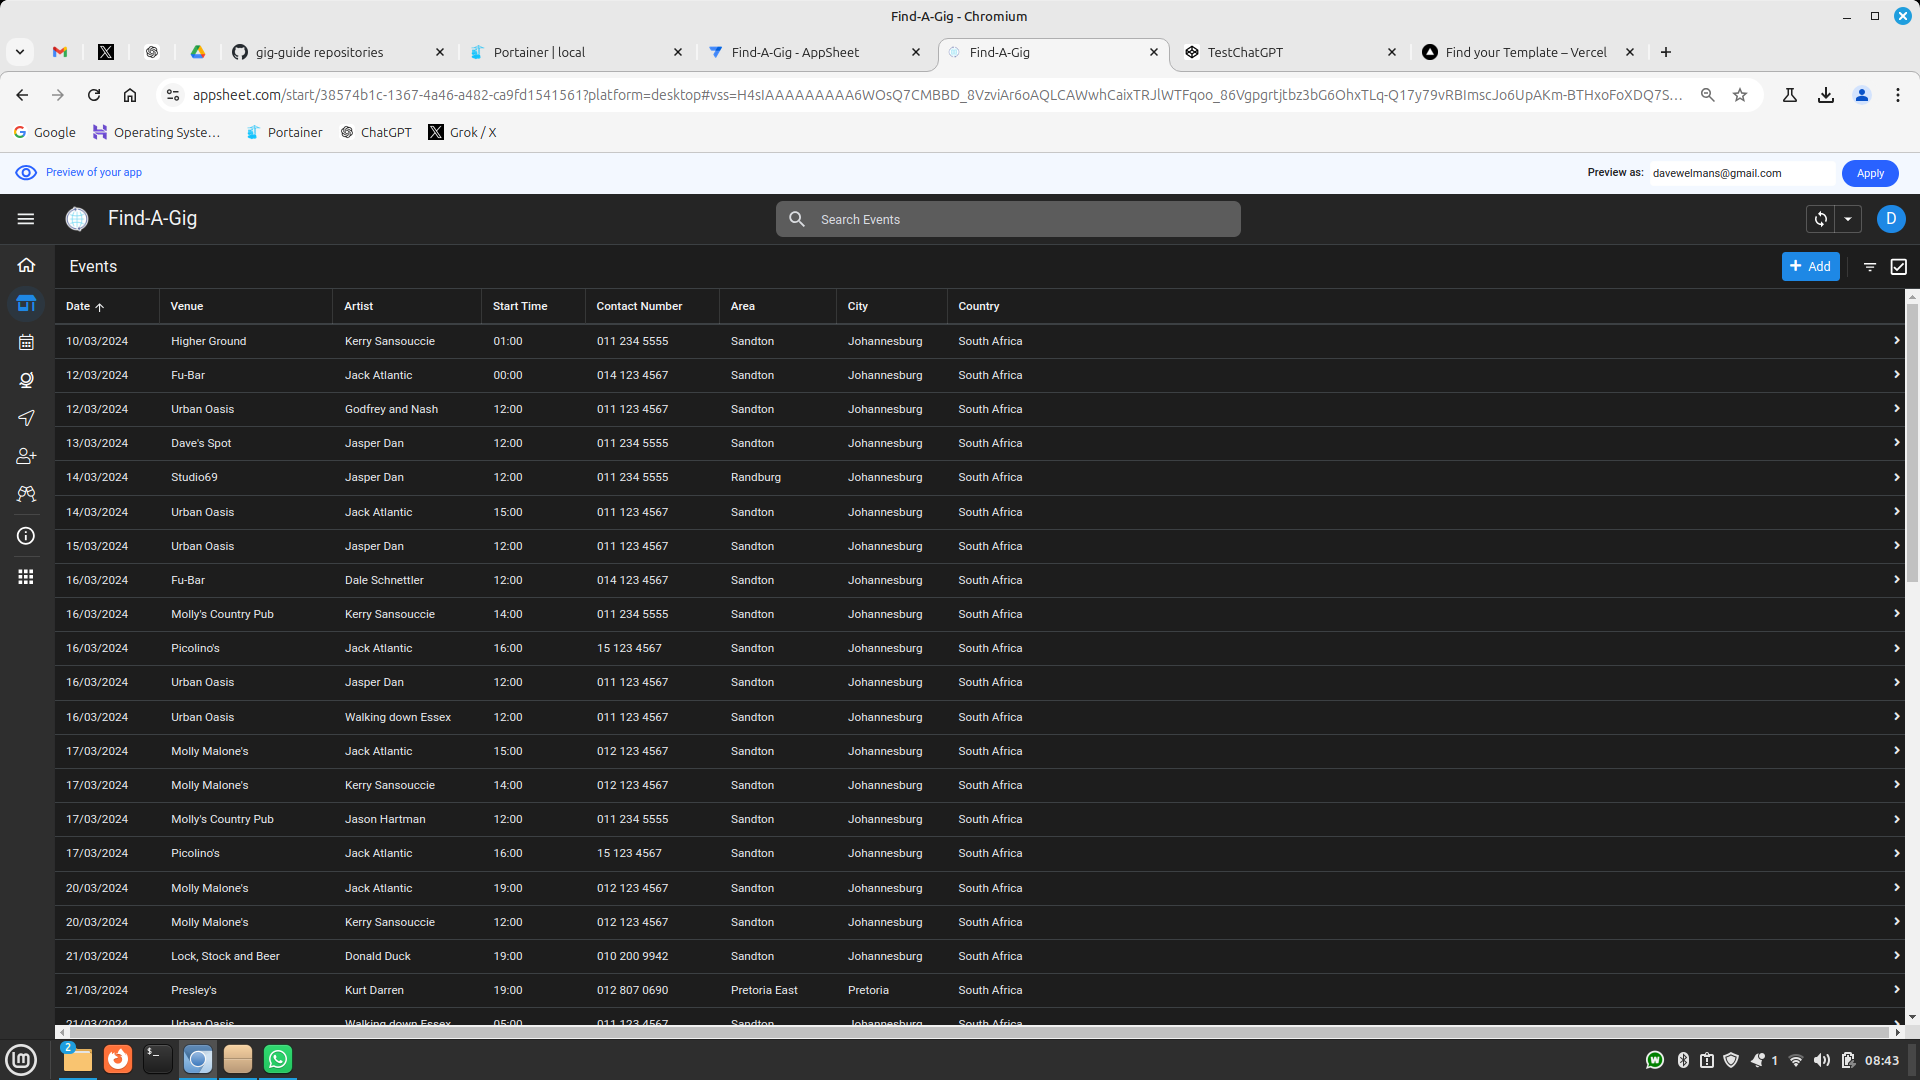 Find-A-Gig - Chromium
gig-guide repositories
Portainer | local
Find-A-Gig - AppSheet
Find-A-Gig
TestChatGPT
Find your Template – Vercel
appsheet.com/start/38574b1c-1367-4a46-a482-ca9fd1541561?platform=desktop#vss=H4sIAAAAAAAAA6WOsQ7CMBBD_8VzviAr6oAQLCAWwhCaixTRJlWTFqoo_86Vgpgrtjtbz3bG6OhxTLq-Q17y79vRBImscJo6UpAKm-BTHxoFoXDQ7S...
Google
Operating Syste...
Portainer
ChatGPT
Grok / X
Preview of your app
Preview as: davewelmans@gmail.com Apply
Find-A-Gig
Search Events
D
Events
+ Add
Date Venue Artist Start Time Contact Number Area City Country
10/03/2024 Higher Ground Kerry Sansouccie 01:00 011 234 5555 Sandton Johannesburg South Africa
12/03/2024 Fu-Bar Jack Atlantic 00:00 014 123 4567 Sandton Johannesburg South Africa
12/03/2024 Urban Oasis Godfrey and Nash 12:00 011 123 4567 Sandton Johannesburg South Africa
13/03/2024 Dave's Spot Jasper Dan 12:00 011 234 5555 Sandton Johannesburg South Africa
14/03/2024 Studio69 Jasper Dan 12:00 011 234 5555 Randburg Johannesburg South Africa
14/03/2024 Urban Oasis Jack Atlantic 15:00 011 123 4567 Sandton Johannesburg South Africa
15/03/2024 Urban Oasis Jasper Dan 12:00 011 123 4567 Sandton Johannesburg South Africa
16/03/2024 Fu-Bar Dale Schnettler 12:00 014 123 4567 Sandton Johannesburg South Africa
16/03/2024 Molly's Country Pub Kerry Sansouccie 14:00 011 234 5555 Sandton Johannesburg South Africa
16/03/2024 Picolino's Jack Atlantic 16:00 15 123 4567 Sandton Johannesburg South Africa
16/03/2024 Urban Oasis Jasper Dan 12:00 011 123 4567 Sandton Johannesburg South Africa
16/03/2024 Urban Oasis Walking down Essex 12:00 011 123 4567 Sandton Johannesburg South Africa
17/03/2024 Molly Malone's Jack Atlantic 15:00 012 123 4567 Sandton Johannesburg South Africa
17/03/2024 Molly Malone's Kerry Sansouccie 14:00 012 123 4567 Sandton Johannesburg South Africa
17/03/2024 Molly's Country Pub Jason Hartman 12:00 011 234 5555 Sandton Johannesburg South Africa
17/03/2024 Picolino's Jack Atlantic 16:00 15 123 4567 Sandton Johannesburg South Africa
20/03/2024 Molly Malone's Jack Atlantic 19:00 012 123 4567 Sandton Johannesburg South Africa
20/03/2024 Molly Malone's Kerry Sansouccie 12:00 012 123 4567 Sandton Johannesburg South Africa
21/03/2024 Lock, Stock and Beer Donald Duck 19:00 010 200 9942 Sandton Johannesburg South Africa
21/03/2024 Presley's Kurt Darren 19:00 012 807 0690 Pretoria East Pretoria South Africa
21/03/2024 Urban Oasis Walking down Essex 05:00 011 123 4567 Sandton Johannesburg South Africa
2
1
08:43